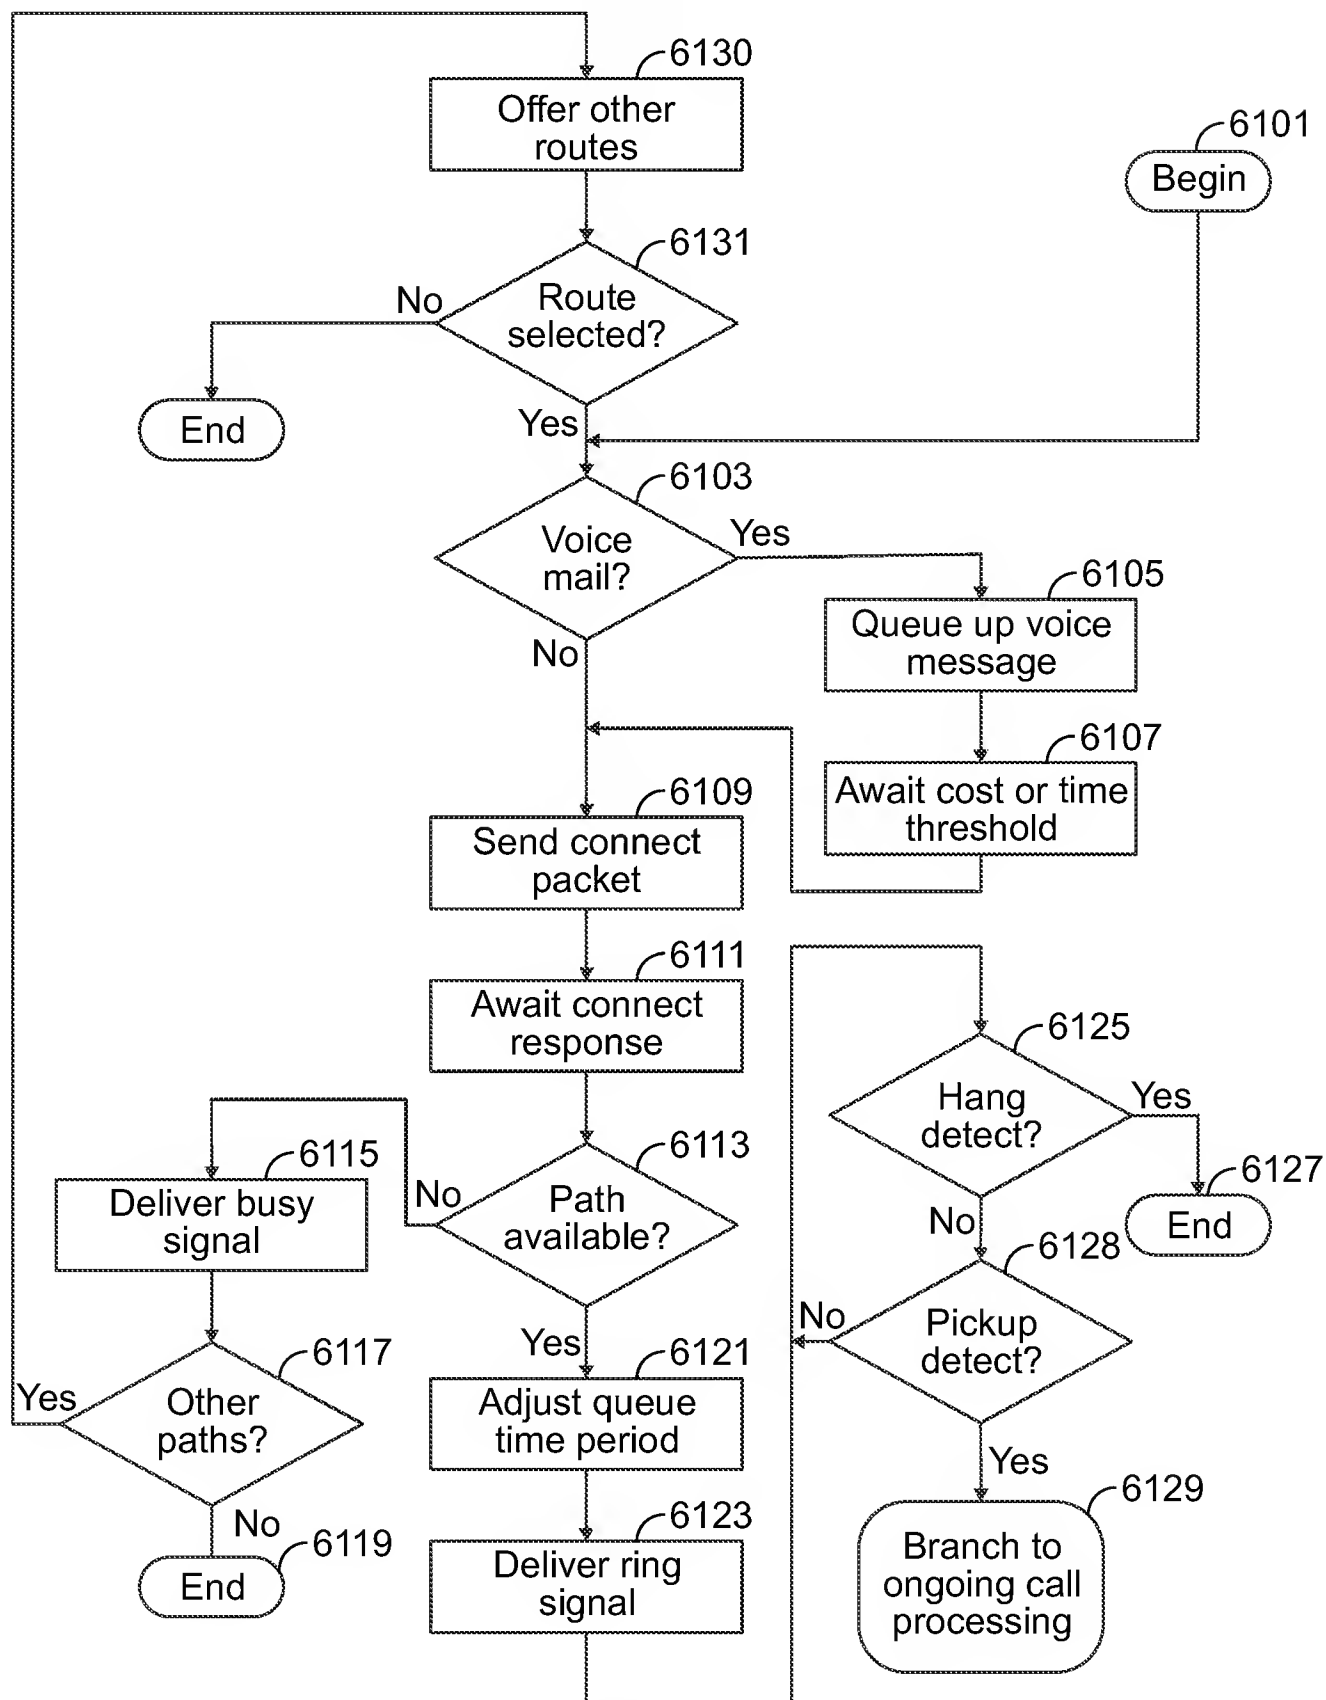 6130
Offer other
routes
6101
Begin
6131
Route
selected?
No
End
Yes
6103
Voice
mail?
Yes
No
6105
Queue up voice
message
6107
Await cost or time
threshold
6109
Send connect
packet
6111
Await connect
response
6113
Path
available?
No
Yes
6115
Deliver busy
signal
6117
Other
paths?
Yes
No
6119
End
6121
Adjust queue
time period
6123
Deliver ring
signal
6125
Hang
detect?
Yes
No
6127
End
6128
Pickup
detect?
No
Yes
6129
Branch to
ongoing call
processing